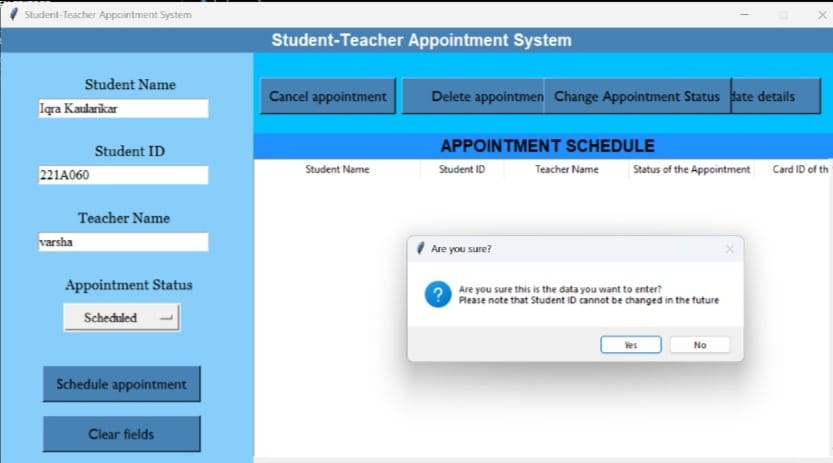 Student-Teacher Appointment System
Student-Teacher Appointment System
Student Name
Iqra Kaularikar
Student ID
221A060
Teacher Name
varsha
Appointment Status
Scheduled
Schedule appointment
Clear fields
Cancel appointment
Delete appointmen
Change Appointment Status
date details
APPOINTMENT SCHEDULE
Student Name Student ID Teacher Name Status of the Appointment Card ID of th
Are you sure?
Are you sure this is the data you want to enter?
Please note that Student ID cannot be changed in the future
Yes No